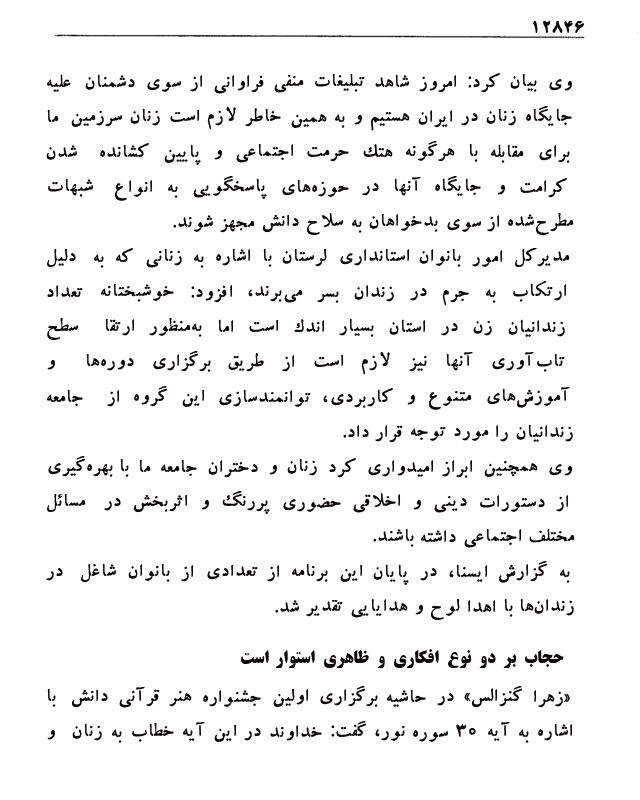 ۱۲۸۴۶
وی بیان کرد: امروز شاهد تبلیغات منفی فراوانی از سوی دشمنان علیه
جایگاه زنان در ایران هستیم و به همین خاطر لازم است زنان سرزمین ما
برای مقابله با هرگونه هتك حرمت اجتماعی و پایین کشانده شدن
کرامت و جایگاه آنها در حوزه‌های پاسخگویی به انواع شبهات
مطرح‌شده از سوی بدخواهان به سلاح دانش مجهز شوند.
مدیرکل امور بانوان استانداری لرستان با اشاره به زنانی که به دلیل
ارتکاب به جرم در زندان بسر می‌برند، افزود: خوشبختانه تعداد
زندانیان زن در استان بسیار اندك است اما به‌منظور ارتقا سطح
تاب‌آوری آنها نیز لازم است از طریق برگزاری دوره‌ها و
آموزش‌های متنوع و کاربردی، توانمندسازی این گروه از جامعه
زندانیان را مورد توجه قرار داد.
وی همچنین ابراز امیدواری کرد زنان و دختران جامعه ما با بهره‌گیری
از دستورات دینی و اخلاقی حضوری پررنگ و اثربخش در مسائل
مختلف اجتماعی داشته باشند.
به گزارش ایسنا، در پایان این برنامه از تعدادی از بانوان شاغل در
زندان‌ها با اهدا لوح و هدایایی تقدیر شد.
حجاب بر دو نوع افکاری و ظاهری استوار است
«زهرا گنزالس» در حاشیه برگزاری اولین جشنواره هنر قرآنی دانش با
اشاره به آیه ۳۰ سوره نور، گفت: خداوند در این آیه خطاب به زنان و